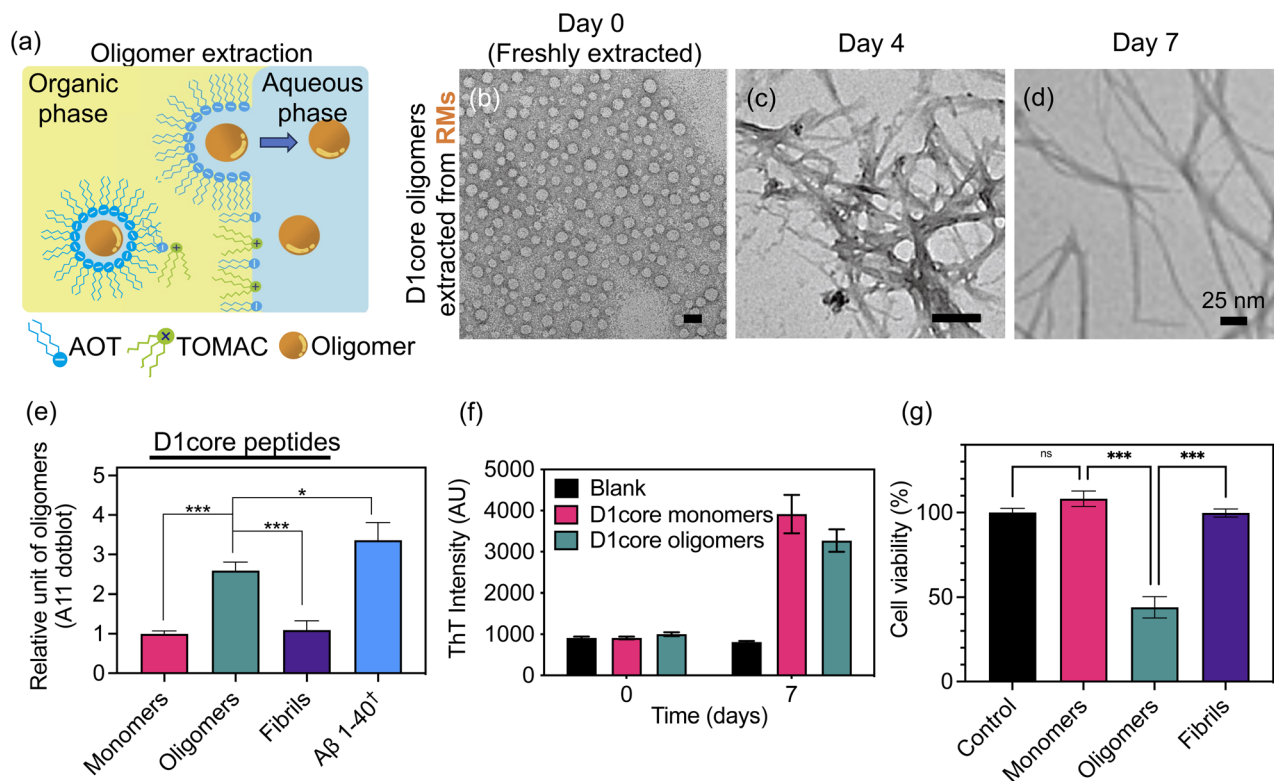 (a)
Oligomer extraction
Organic
phase
Aqueous
phase
AOT
TOMAC
Oligomer
Day 0
(Freshly extracted)
Day 4
Day 7
D1core oligomers
extracted from RMs
(b)
(c)
(d)
25 nm
(e)
D1core peptides
Relative unit of oligomers
(A11 dotblot)
5
4
3
2
1
0
***
*
***
Monomers
Oligomers
Fibrils
Aβ 1-40†
(f)
ThT Intensity (AU)
5000
4000
3000
2000
1000
0
Blank
D1core monomers
D1core oligomers
0
7
Time (days)
(g)
Cell viability (%)
100
50
0
ns
***
***
Control
Monomers
Oligomers
Fibrils